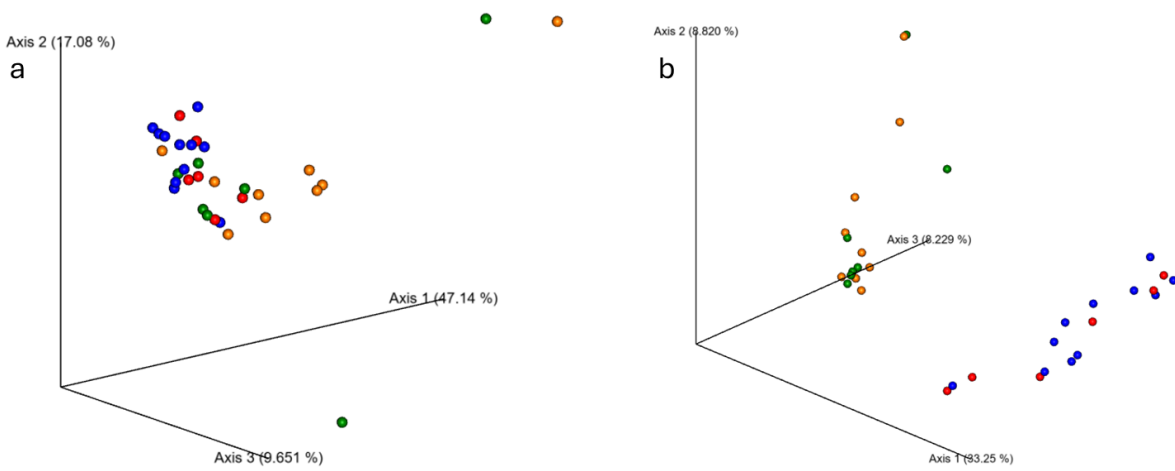 Axis 2 (17.08 %)
a
Axis 1 (47.14 %)
Axis 3 (9.651 %)
Axis 2 (8.820 %)
b
Axis 3 (8.229 %)
Axis 1 (33.25 %)